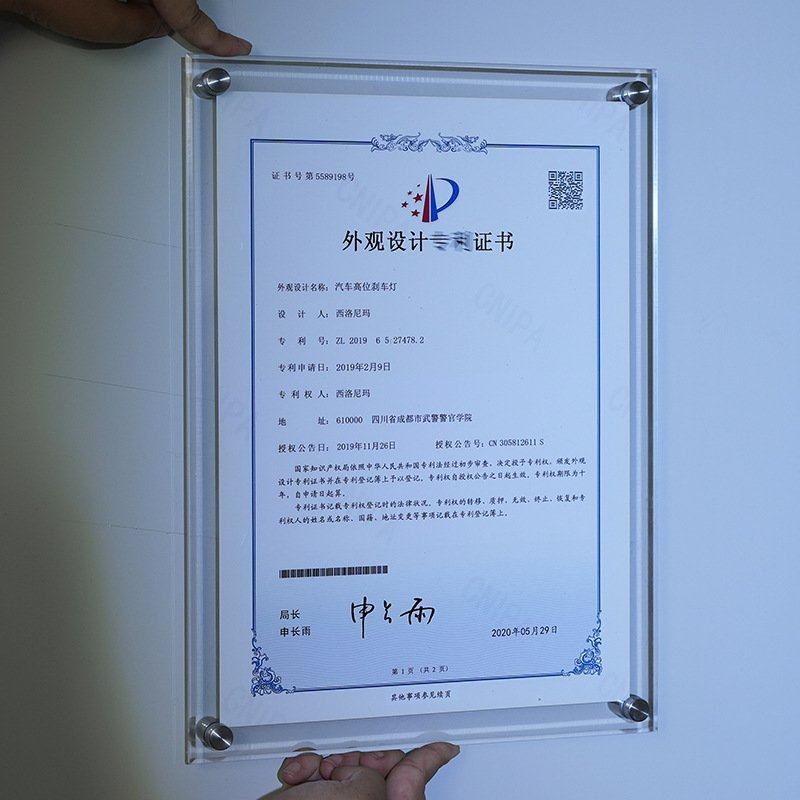 证书号第5589198号
外观设计专利证书
外观设计名称：汽车高位刹车灯
设计人：西洛尼玛
专利号：ZL 2019 6 5:27478.2
专利申请日：2019年2月9日
专利权人：西洛尼玛
地址：610000 四川省成都市武警警官学院
授权公告日：2019年11月26日 授权公告号：CN 305812611 S
国家知识产权局依照中华人民共和国专利法经过初步审查，决定授予专利权，颁发外观
设计专利证书并在专利登记簿上予以登记。专利权自授权公告之日起生效。专利权期限为十
年，自申请日起算。
专利证书记载专利权登记时的法律状况。专利权的转移、质押、无效、终止、恢复和专
利权人的姓名或名称、国籍、地址变更等事项记载在专利登记簿上。
局长
申长雨
申长雨
2020年05月29日
第1页（共2页）
其他事项参见续页
CNIPA
CNIPA
CNIPA